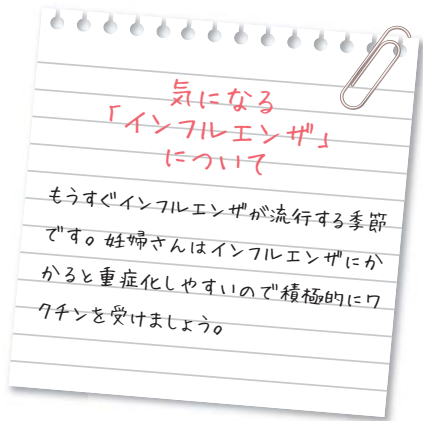 気になる
「インフルエンザ」
について
もうすぐインフルエンザが流行する季節
です。妊婦さんはインフルエンザにか
かると重症化しやすいので積極的にワ
クチンを受けましょう。